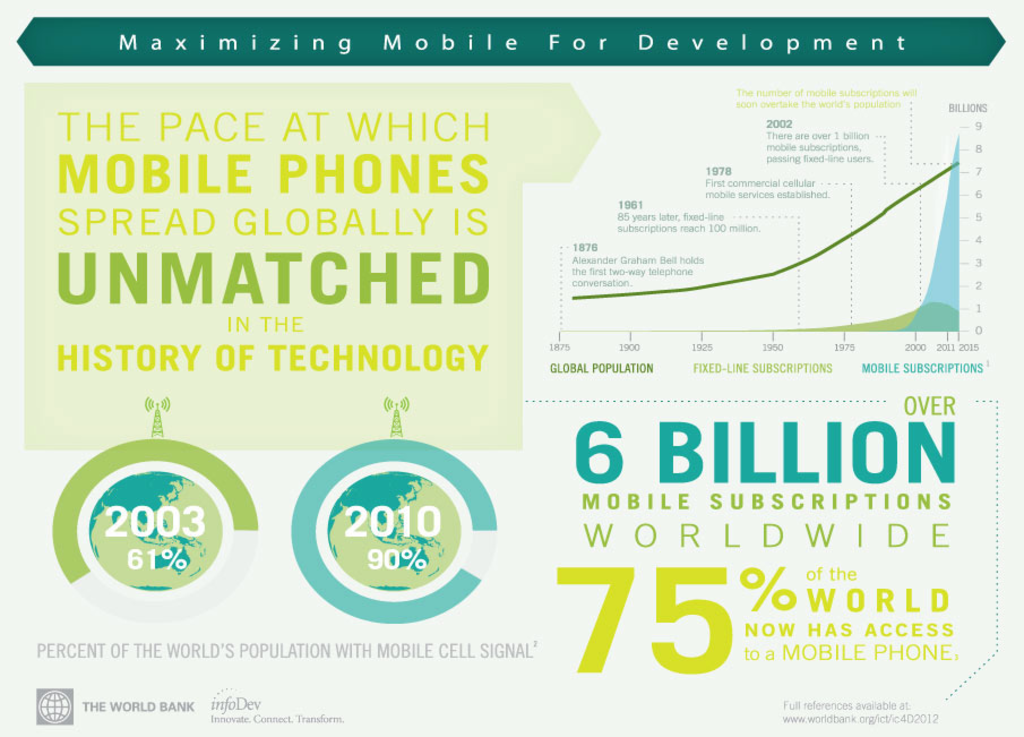 Maximizing Mobile For Development
THE PACE AT WHICH
MOBILE PHONES
SPREAD GLOBALLY IS
UNMATCHED
IN THE
HISTORY OF TECHNOLOGY
The number of mobile subscriptions will
soon overtake the world's population
BILLIONS
2002
There are over 1 billion
mobile subscriptions,
passing fixed-line users.
1978
First commercial cellular
mobile services established.
1961
85 years later, fixed-line
subscriptions reach 100 million.
1876
Alexander Graham Bell holds
the first two-way telephone
conversation.
9
8
7
6
5
4
3
2
1
0
1875 1900 1925 1950 1975 2000 2011 2015
GLOBAL POPULATION FIXED-LINE SUBSCRIPTIONS MOBILE SUBSCRIPTIONS 1
2003
61%
2010
90%
PERCENT OF THE WORLD'S POPULATION WITH MOBILE CELL SIGNAL2
OVER
6 BILLION
MOBILE SUBSCRIPTIONS
WORLDWIDE
75% of the
WORLD
NOW HAS ACCESS
to a MOBILE PHONE.
THE WORLD BANK
infoDev
Innovate. Connect. Transform.
Full references available at:
www.worldbank.org/ict/ic4D2012